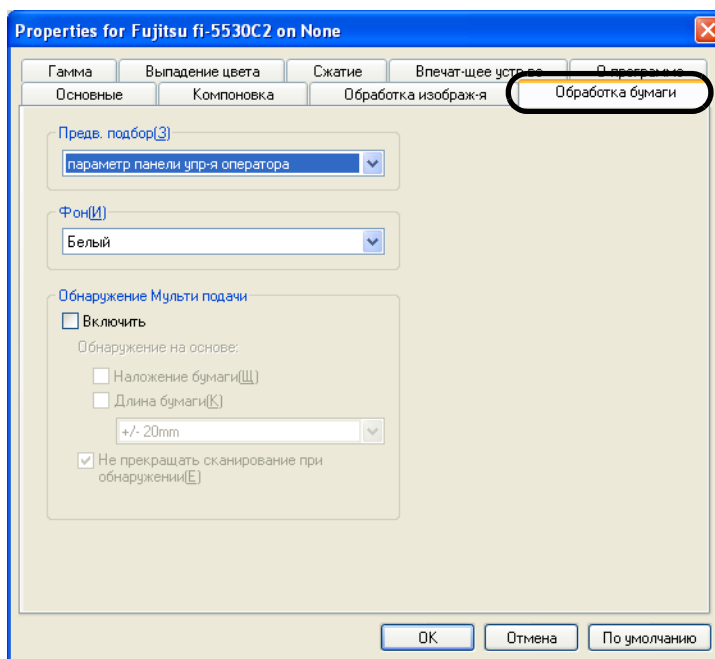 Properties for Fujitsu fi-5530C2 on None
Гамма Выпадение цвета Сжатие Впечат-щее устр-во О программе
Основные Компоновка Обработка изображ-я Обработка бумаги
Предв. подбор(З)
параметр панели упр-я оператора
Фон(И)
Белый
Обнаружение Мульти подачи
Включить
Обнаружение на основе:
Наложение бумаги(Щ)
Длина бумаги(К)
+/- 20mm
Не прекращать сканирование при
обнаружении(Е)
OK Отмена По умолчанию